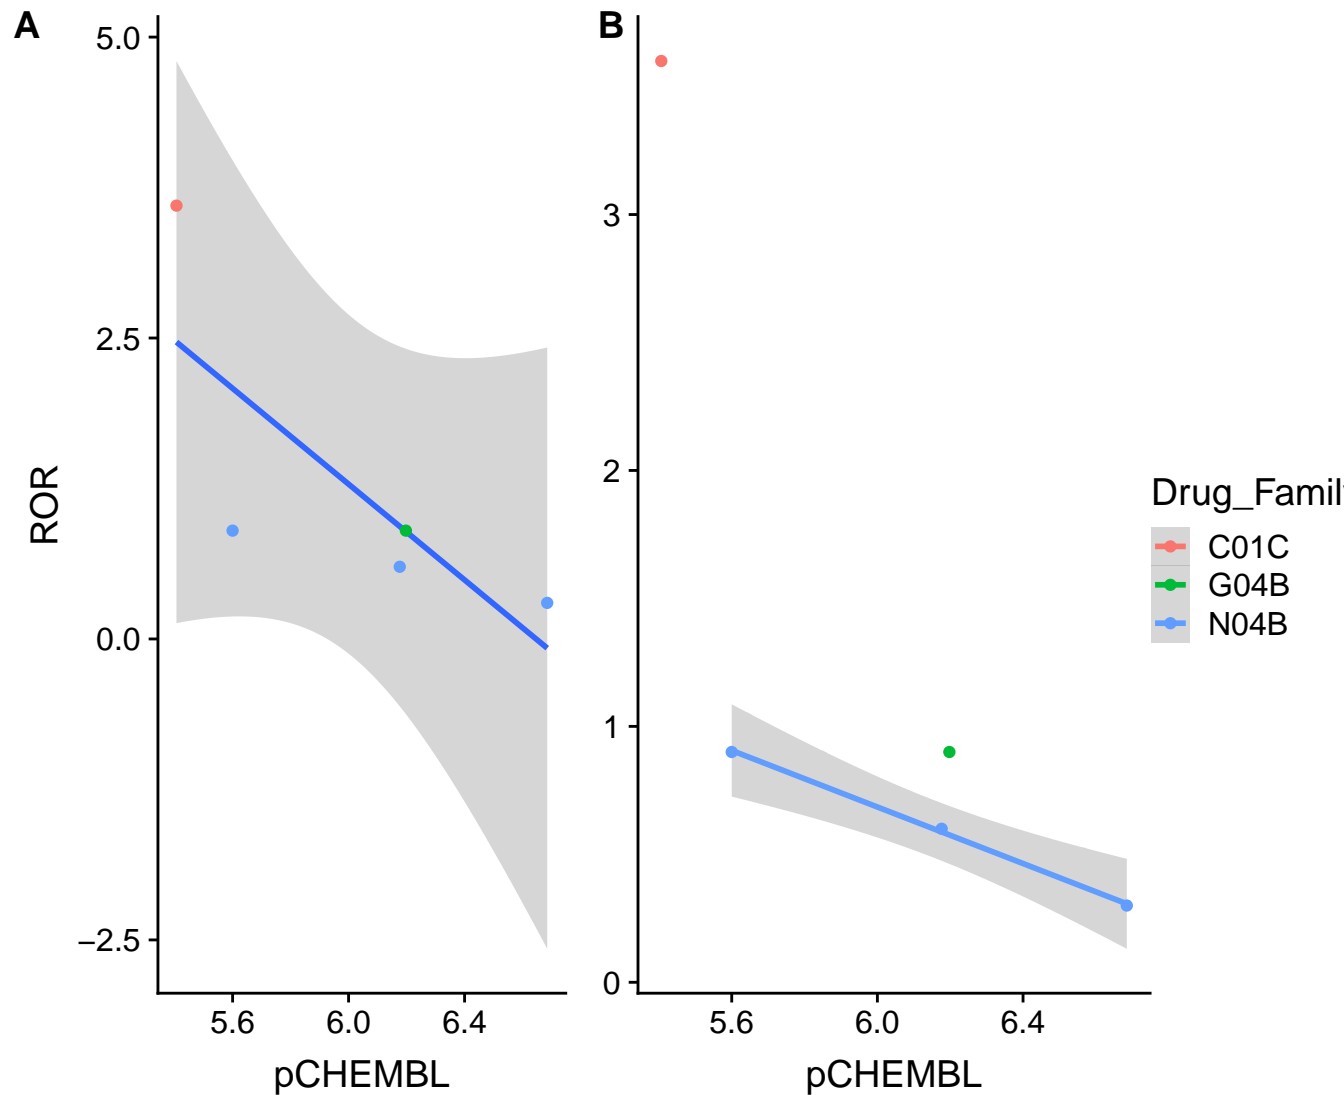 A
B
5.0
2.5
0.0
−2.5
ROR
5.6 6.0 6.4
pCHEMBL
3
2
1
0
5.6 6.0 6.4
pCHEMBL
Drug_Famil
C01C
G04B
N04B